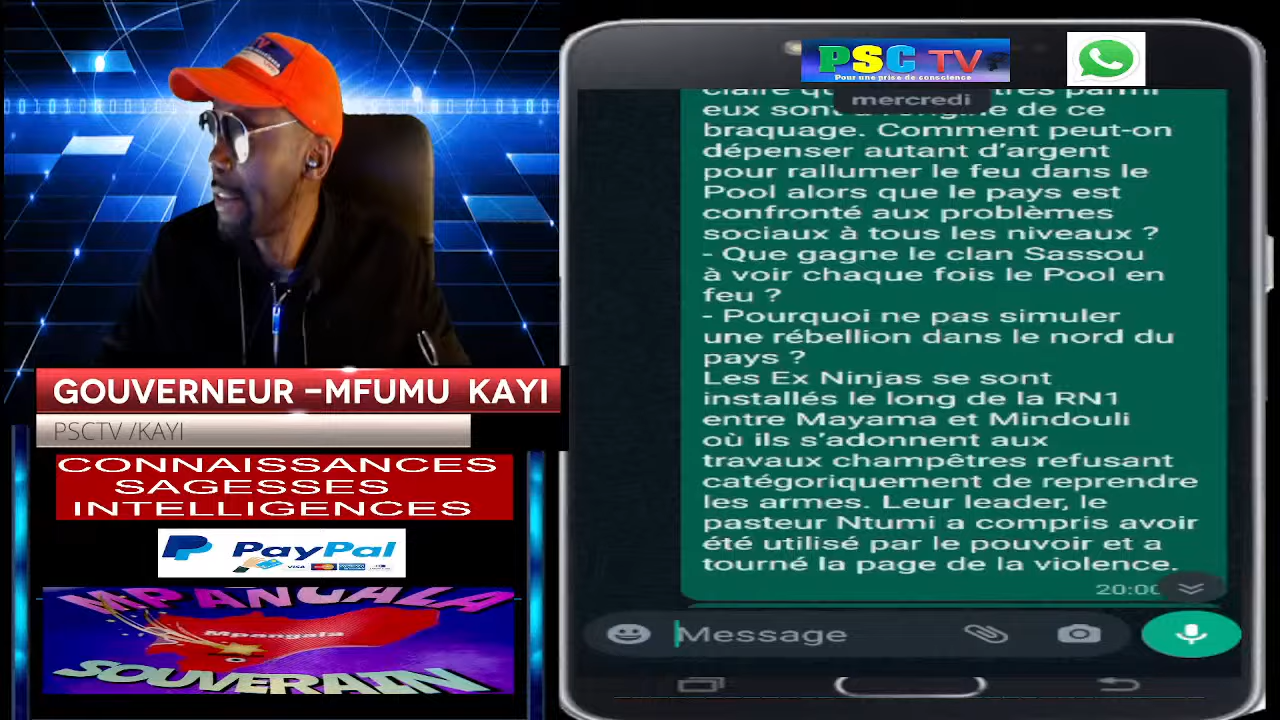 GOUVERNEUR –MFUMU KAYI
PSCTV /KAYI
CONNAISSANCES
SAGESSES
INTELLIGENCES
PayPal
VISA
MPANGALA
Mpangala
SOUVERAIN
PSC TV
Pour une prise de conscience
mercredi
eux sont de ce
braquage. Comment peut-on
dépenser autant d'argent
pour rallumer le feu dans le
Pool alors que le pays est
confronté aux problèmes
sociaux à tous les niveaux ?
- Que gagne le clan Sassou
à voir chaque fois le Pool en
feu ?
- Pourquoi ne pas simuler
une rébellion dans le nord du
pays ?
Les Ex Ninjas se sont
installés le long de la RN1
entre Mayama et Mindouli
où ils s'adonnent aux
travaux champêtres refusant
catégoriquement de reprendre
les armes. Leur leader, le
pasteur Ntumi a compris avoir
été utilisé par le pouvoir et a
tourné la page de la violence.
Message